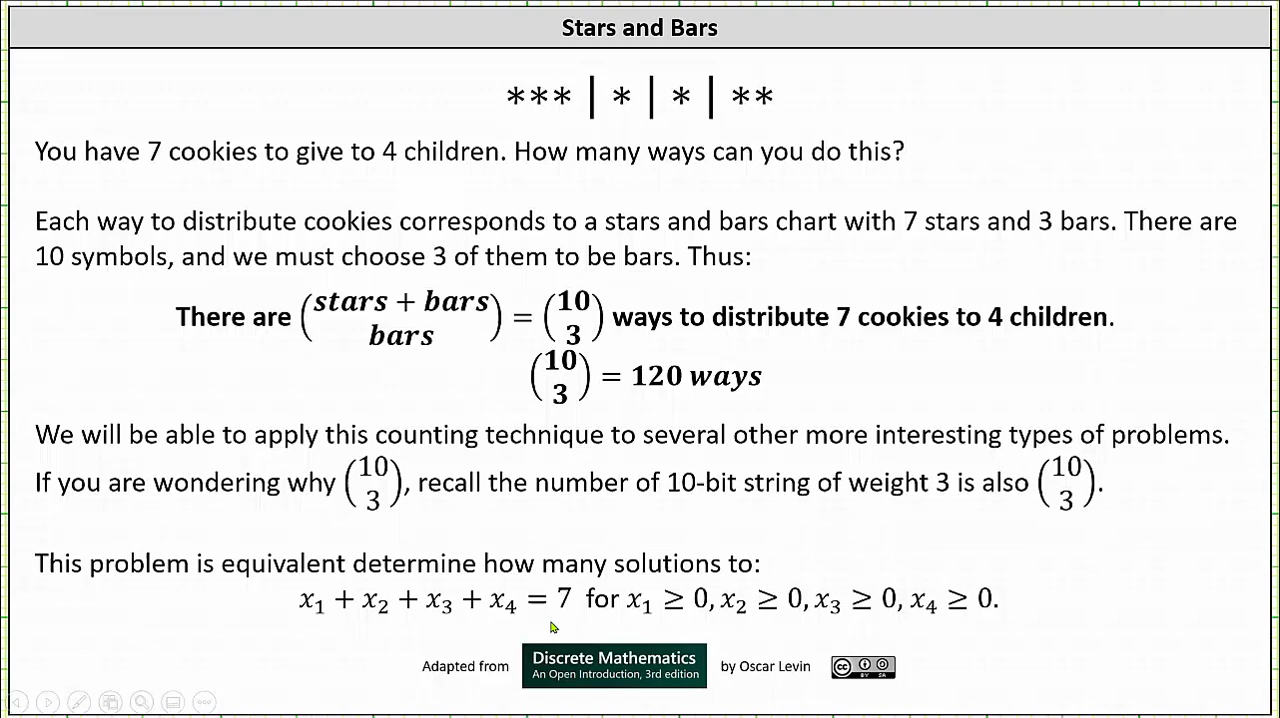 Stars and Bars
*** | * | * | **
You have 7 cookies to give to 4 children. How many ways can you do this?
Each way to distribute cookies corresponds to a stars and bars chart with 7 stars and 3 bars. There are
10 symbols, and we must choose 3 of them to be bars. Thus:
There are (stars + bars / bars) = (10 / 3) ways to distribute 7 cookies to 4 children.
(10 / 3) = 120 ways
We will be able to apply this counting technique to several other more interesting types of problems.
If you are wondering why (10 / 3), recall the number of 10-bit string of weight 3 is also (10 / 3).
This problem is equivalent determine how many solutions to:
x₁ + x₂ + x₃ + x₄ = 7 for x₁ ≥ 0, x₂ ≥ 0, x₃ ≥ 0, x₄ ≥ 0.
Adapted from Discrete Mathematics An Open Introduction, 3rd edition by Oscar Levin
cc BY SA